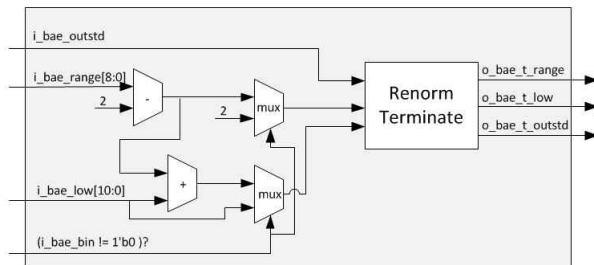 i_bae_outstd
i_bae_range[8:0]
2
-
mux
2
Renorm
Terminate
o_bae_t_range
o_bae_t_low
o_bae_t_outstd
+
mux
i_bae_low[10:0]
(i_bae_bin != 1'b0 )?